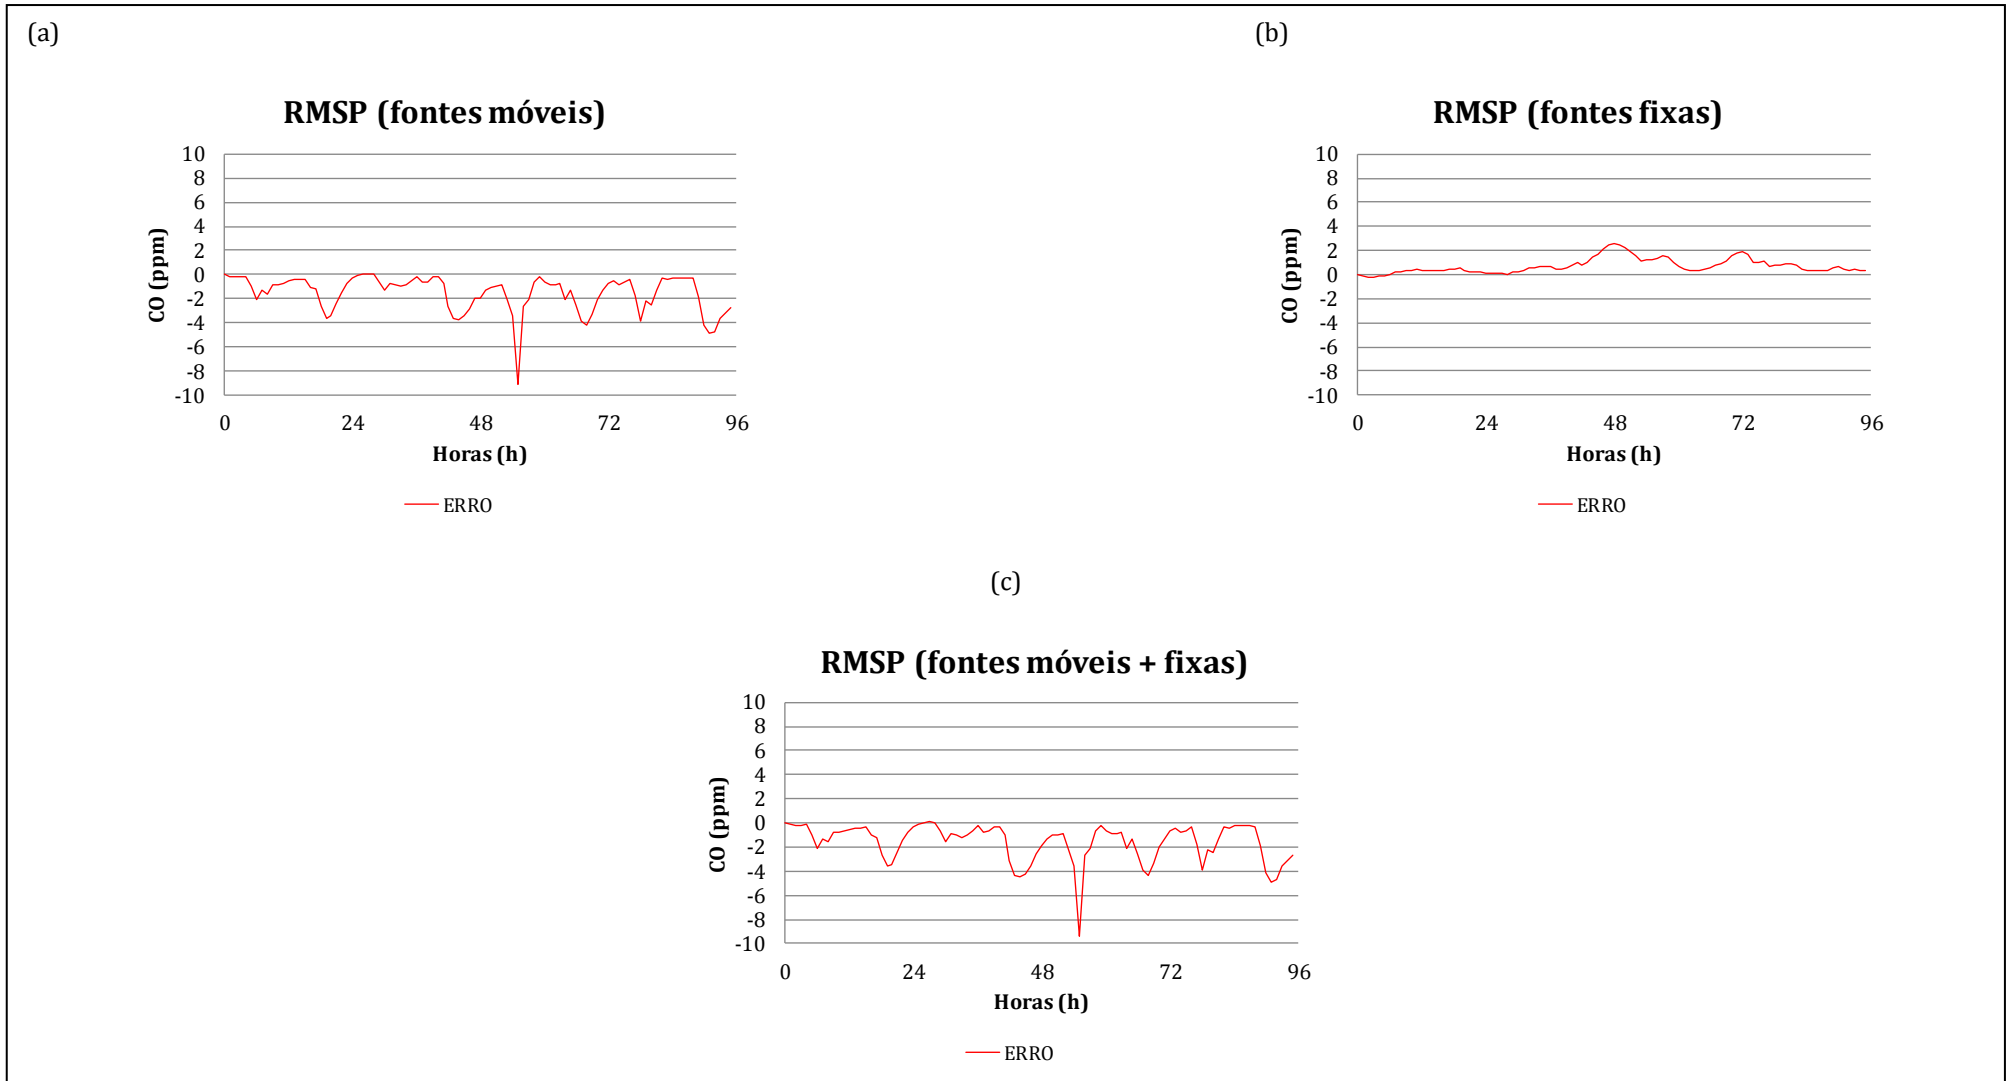 (a)
(b)
RMSP (fontes móveis)
10
8
6
4
2
0
-2
-4
-6
-8
-10
CO (ppm)
0 24 48 72 96
Horas (h)
ERRO
RMSP (fontes fixas)
10
8
6
4
2
0
-2
-4
-6
-8
-10
CO (ppm)
0 24 48 72 96
Horas (h)
ERRO
(c)
RMSP (fontes móveis + fixas)
10
8
6
4
2
0
-2
-4
-6
-8
-10
CO (ppm)
0 24 48 72 96
Horas (h)
ERRO